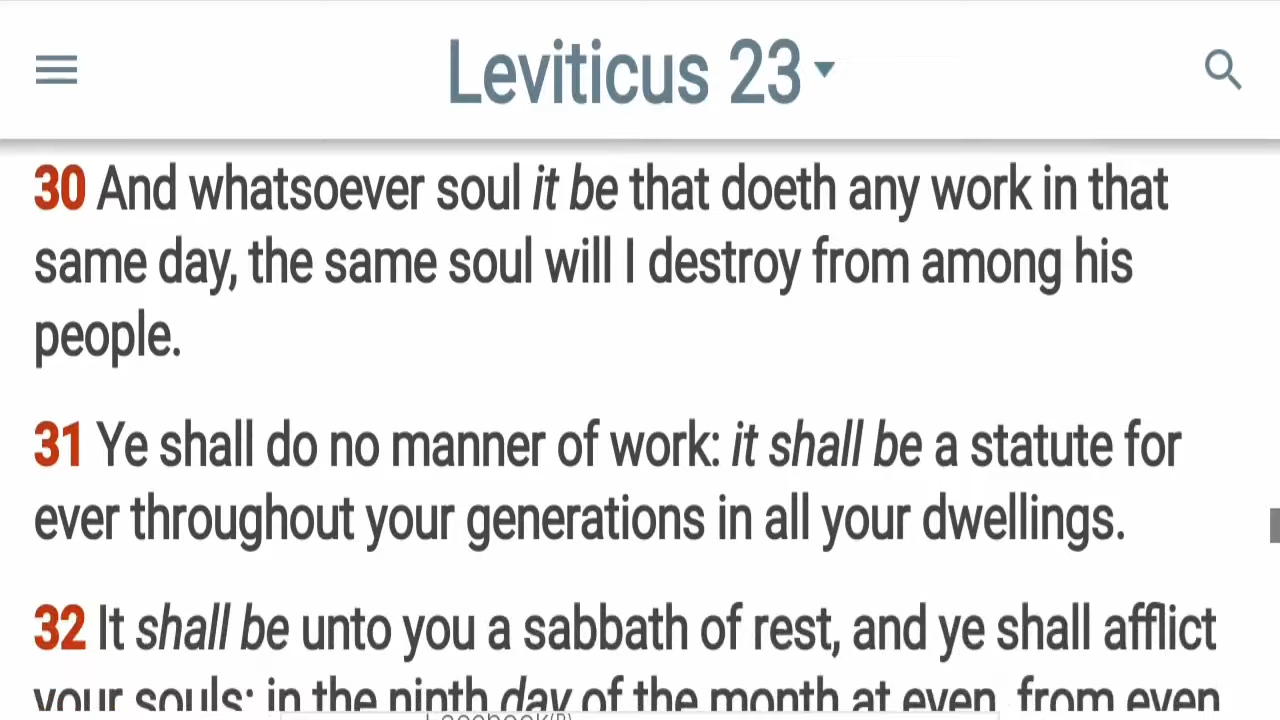 Leviticus 23
30 And whatsoever soul it be that doeth any work in that
same day, the same soul will I destroy from among his
people.
31 Ye shall do no manner of work: it shall be a statute for
ever throughout your generations in all your dwellings.
32 It shall be unto you a sabbath of rest, and ye shall afflict
your souls: in the ninth day of the month at even, from even